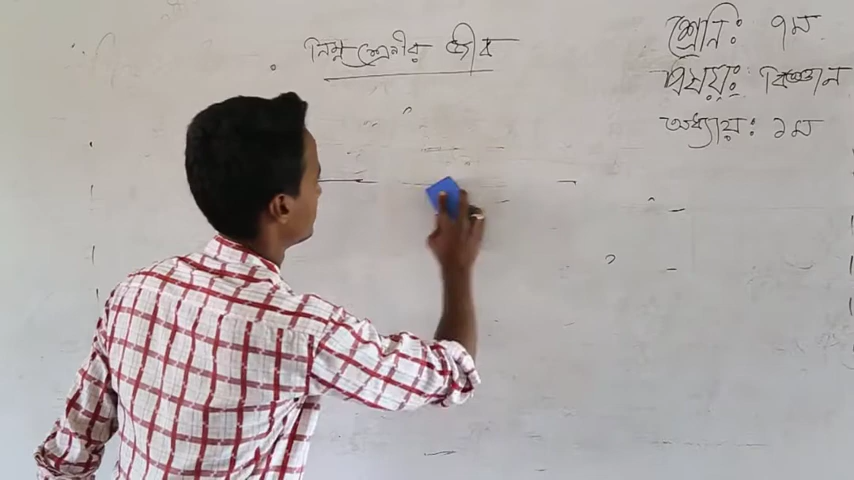 নিম্ন শ্রেণীর জীব
শ্রেনি: ৭ম
বিষয়: বিজ্ঞান
অধ্যায়: ১ম